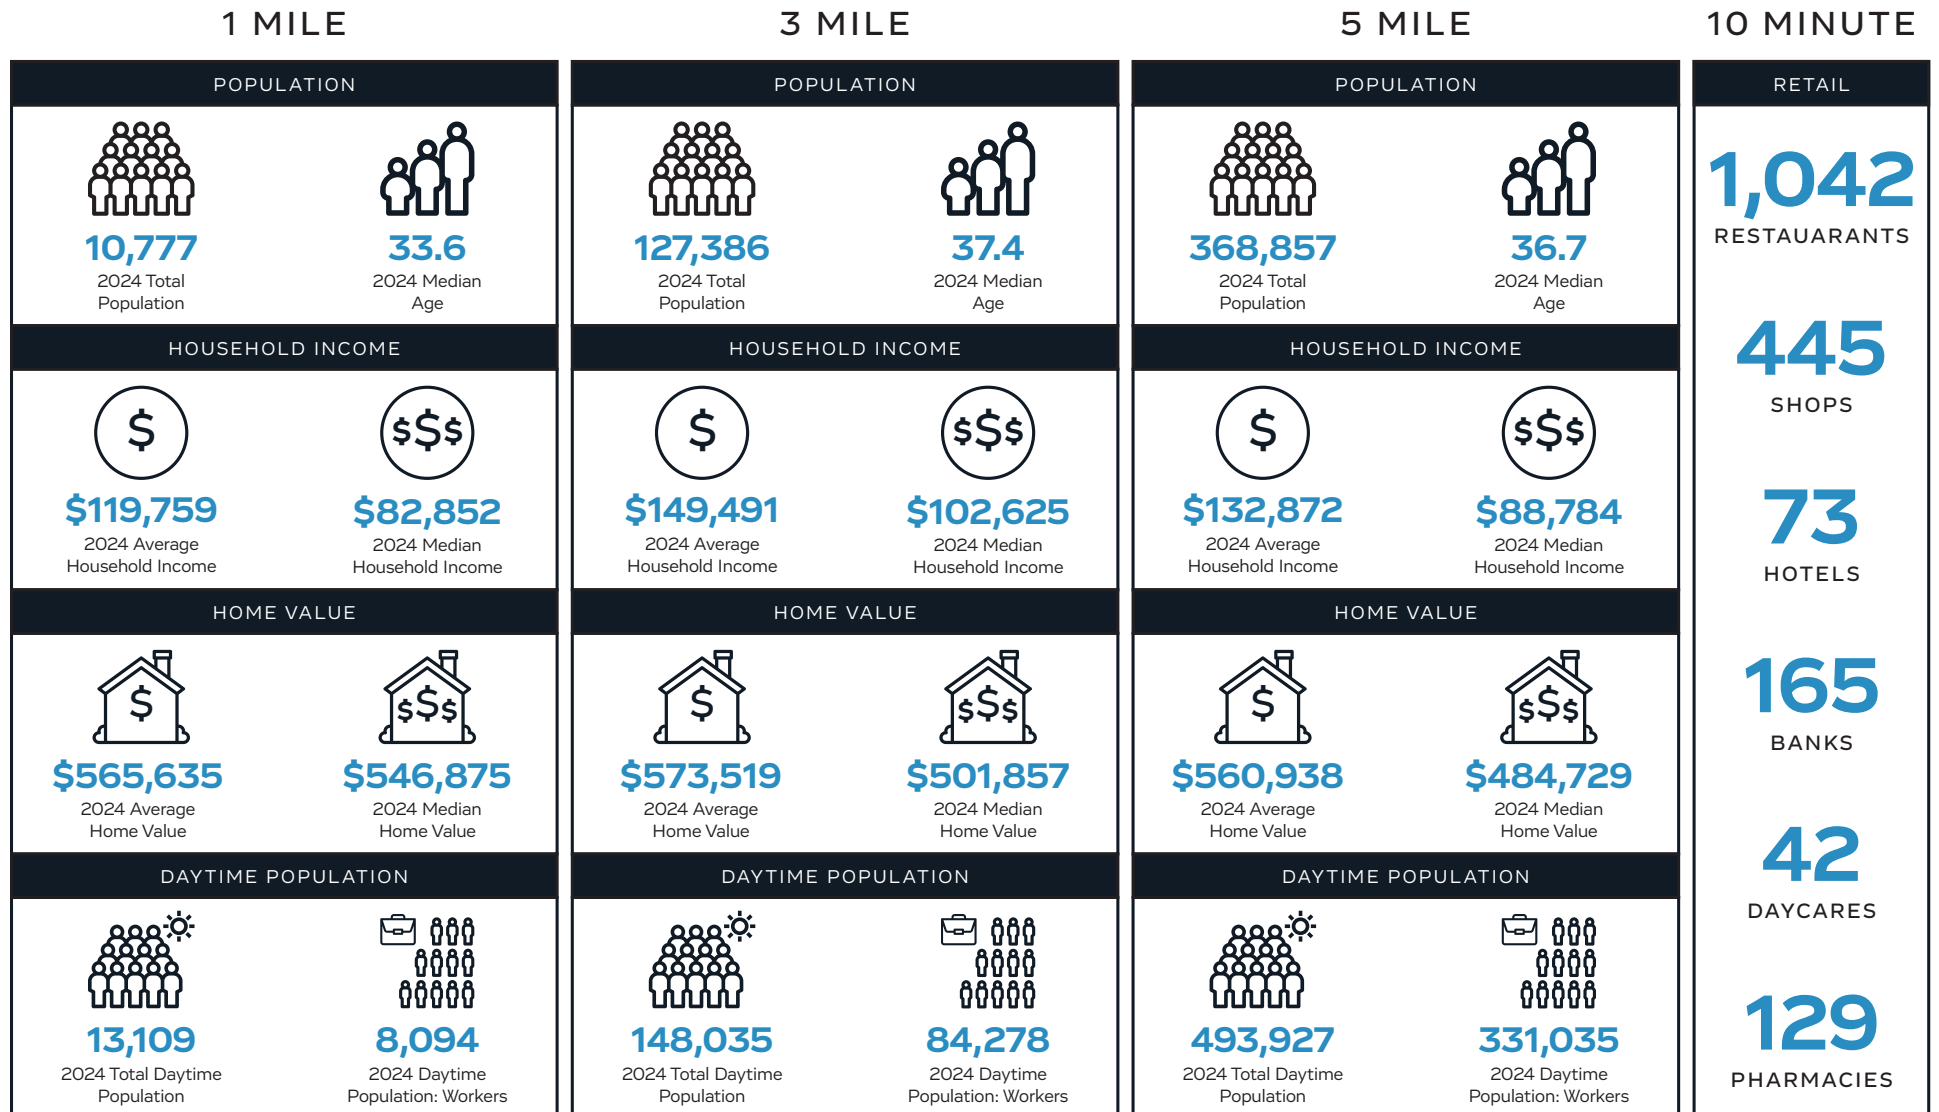 1 MILE
POPULATION
10,777
2024 Total
Population
33.6
2024 Median
Age
HOUSEHOLD INCOME
$
$119,759
2024 Average
Household Income
$$$
$82,852
2024 Median
Household Income
HOME VALUE
$
$565,635
2024 Average
Home Value
$$$
$546,875
2024 Median
Home Value
DAYTIME POPULATION
13,109
2024 Total Daytime
Population
8,094
2024 Daytime
Population: Workers
3 MILE
POPULATION
127,386
2024 Total
Population
37.4
2024 Median
Age
HOUSEHOLD INCOME
$
$149,491
2024 Average
Household Income
$$$
$102,625
2024 Median
Household Income
HOME VALUE
$
$573,519
2024 Average
Home Value
$$$
$501,857
2024 Median
Home Value
DAYTIME POPULATION
148,035
2024 Total Daytime
Population
84,278
2024 Daytime
Population: Workers
5 MILE
POPULATION
368,857
2024 Total
Population
36.7
2024 Median
Age
HOUSEHOLD INCOME
$
$132,872
2024 Average
Household Income
$$$
$88,784
2024 Median
Household Income
HOME VALUE
$
$560,938
2024 Average
Home Value
$$$
$484,729
2024 Median
Home Value
DAYTIME POPULATION
493,927
2024 Total Daytime
Population
331,035
2024 Daytime
Population: Workers
10 MINUTE
RETAIL
1,042
RESTAUARANTS
445
SHOPS
73
HOTELS
165
BANKS
42
DAYCARES
129
PHARMACIES